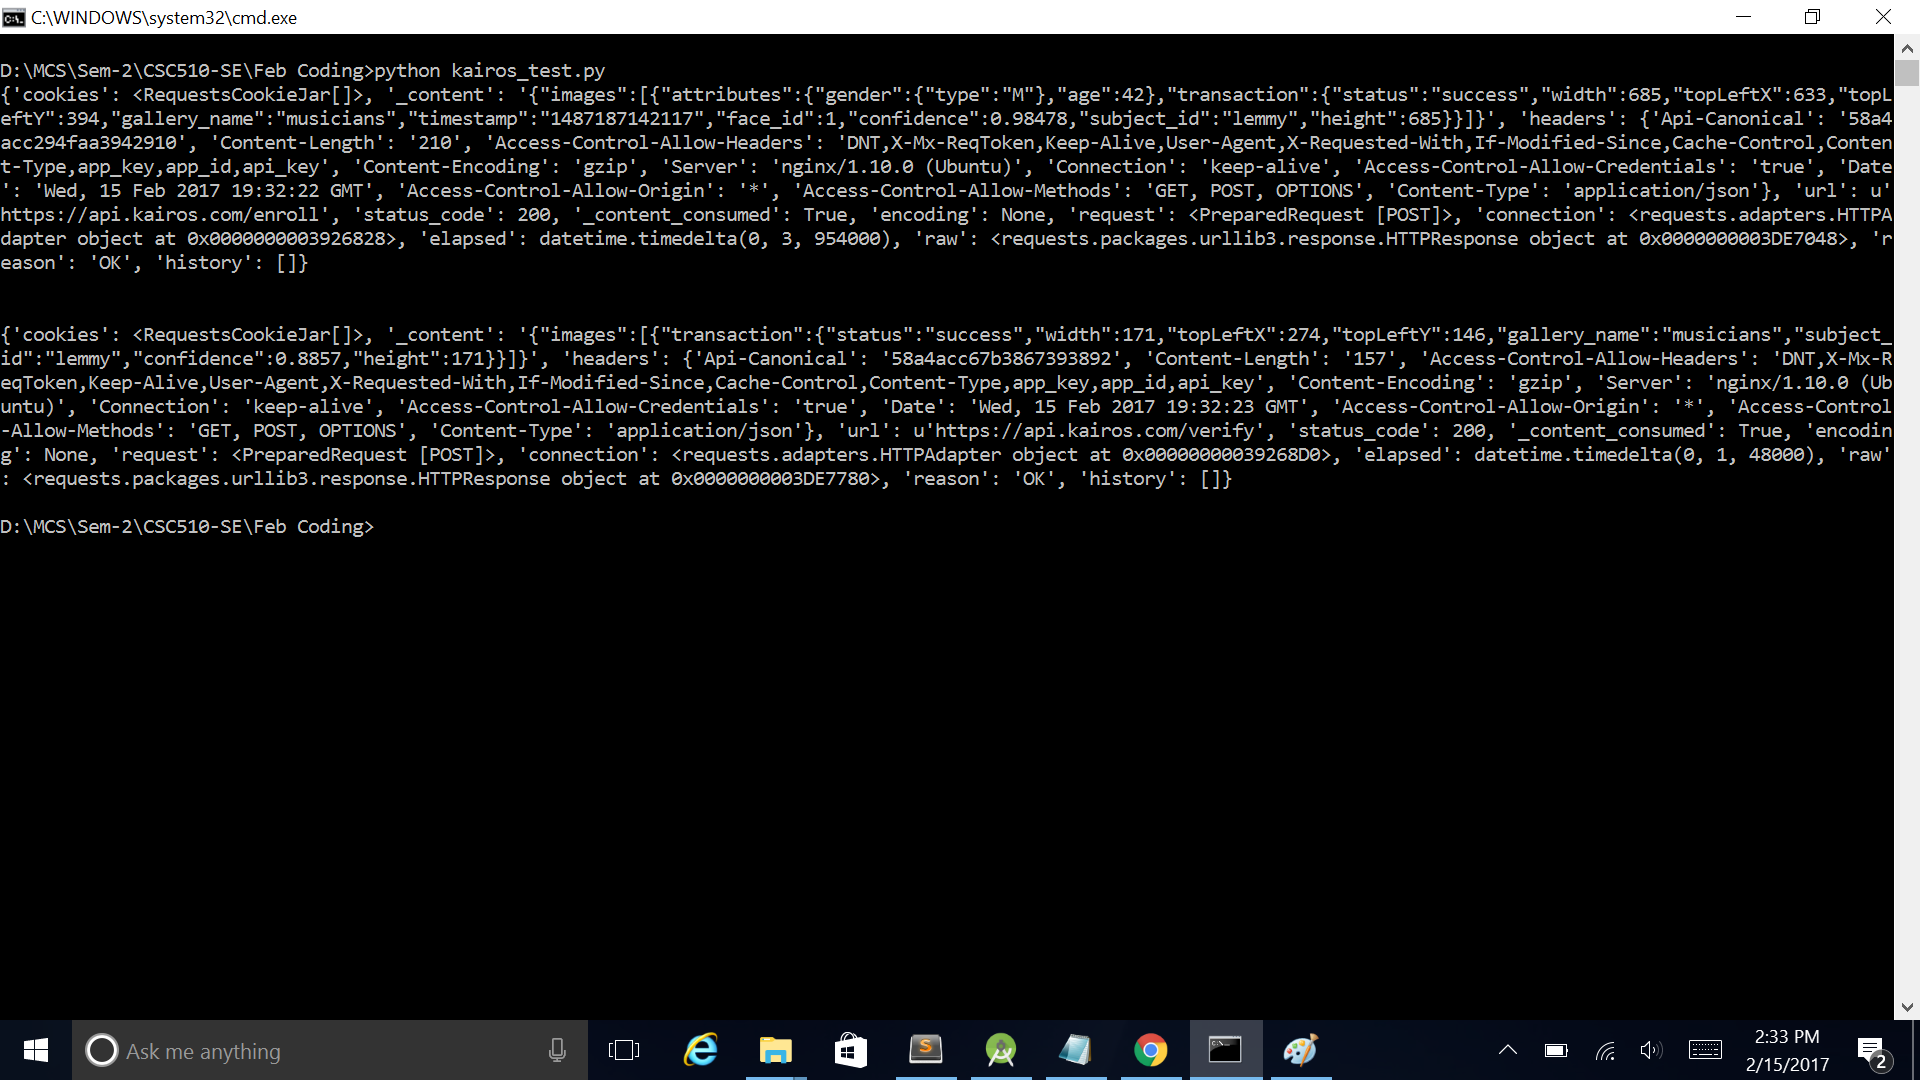 C:\WINDOWS\system32\cmd.exe
D:\MCS\Sem-2\CSC510-SE\Feb Coding>python kairos_test.py
{'cookies': <RequestsCookieJar[]>, '_content': '{"images":[{"attributes":{"gender":{"type":"M"},"age":42},"transaction":{"status":"success","width":685,"topLeftX":633,"topL
eftY":394,"gallery_name":"musicians","timestamp":"1487187142117","face_id":1,"confidence":0.98478,"subject_id":"lemmy","height":685}}]}', 'headers': {'Api-Canonical': '58a4
acc294faa3942910', 'Content-Length': '210', 'Access-Control-Allow-Headers': 'DNT,X-Mx-ReqToken,Keep-Alive,User-Agent,X-Requested-With,If-Modified-Since,Cache-Control,Conten
t-Type,app_key,app_id,api_key', 'Content-Encoding': 'gzip', 'Server': 'nginx/1.10.0 (Ubuntu)', 'Connection': 'keep-alive', 'Access-Control-Allow-Credentials': 'true', 'Date
': 'Wed, 15 Feb 2017 19:32:22 GMT', 'Access-Control-Allow-Origin': '*', 'Access-Control-Allow-Methods': 'GET, POST, OPTIONS', 'Content-Type': 'application/json'}, 'url': u'
https://api.kairos.com/enroll', 'status_code': 200, '_content_consumed': True, 'encoding': None, 'request': <PreparedRequest [POST]>, 'connection': <requests.adapters.HTTPA
dapter object at 0x0000000003926828>, 'elapsed': datetime.timedelta(0, 3, 954000), 'raw': <requests.packages.urllib3.response.HTTPResponse object at 0x0000000003DE7048>, 'r
eason': 'OK', 'history': []}
{'cookies': <RequestsCookieJar[]>, '_content': '{"images":[{"transaction":{"status":"success","width":171,"topLeftX":274,"topLeftY":146,"gallery_name":"musicians","subject_
id":"lemmy","confidence":0.8857,"height":171}}]}', 'headers': {'Api-Canonical': '58a4acc67b3867393892', 'Content-Length': '157', 'Access-Control-Allow-Headers': 'DNT,X-Mx-R
eqToken,Keep-Alive,User-Agent,X-Requested-With,If-Modified-Since,Cache-Control,Content-Type,app_key,app_id,api_key', 'Content-Encoding': 'gzip', 'Server': 'nginx/1.10.0 (Ub
untu)', 'Connection': 'keep-alive', 'Access-Control-Allow-Credentials': 'true', 'Date': 'Wed, 15 Feb 2017 19:32:23 GMT', 'Access-Control-Allow-Origin': '*', 'Access-Control
-Allow-Methods': 'GET, POST, OPTIONS', 'Content-Type': 'application/json'}, 'url': u'https://api.kairos.com/verify', 'status_code': 200, '_content_consumed': True, 'encodin
g': None, 'request': <PreparedRequest [POST]>, 'connection': <requests.adapters.HTTPAdapter object at 0x00000000039268D0>, 'elapsed': datetime.timedelta(0, 1, 48000), 'raw'
: <requests.packages.urllib3.response.HTTPResponse object at 0x0000000003DE7780>, 'reason': 'OK', 'history': []}
D:\MCS\Sem-2\CSC510-SE\Feb Coding>
Ask me anything
2:33 PM
2/15/2017
2